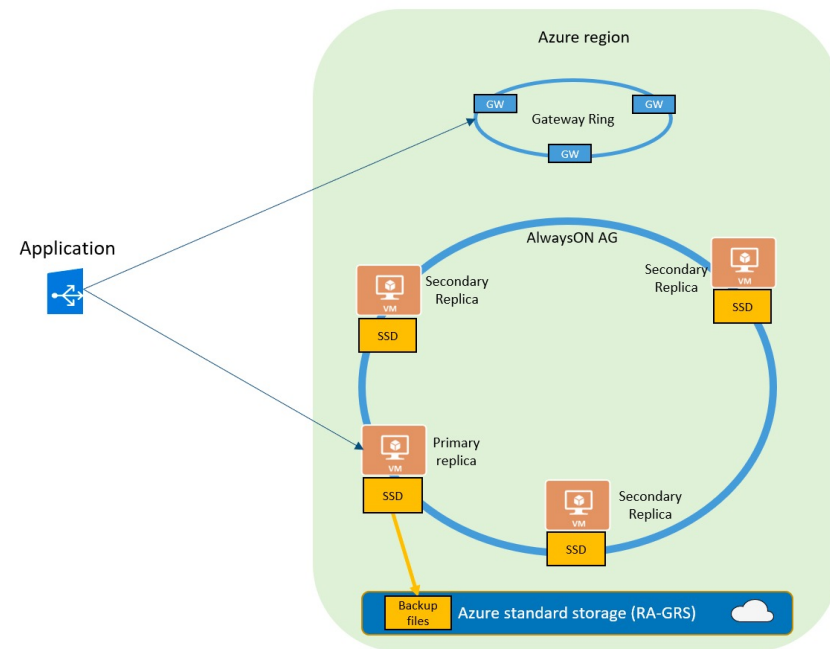 Azure region
GW
GW
Gateway Ring
GW
Application
AlwaysON AG
VM
Secondary
Replica
SSD
Secondary
Replica
VM
SSD
VM
Primary
replica
SSD
VM
Secondary
Replica
SSD
Backup
files
Azure standard storage (RA-GRS)